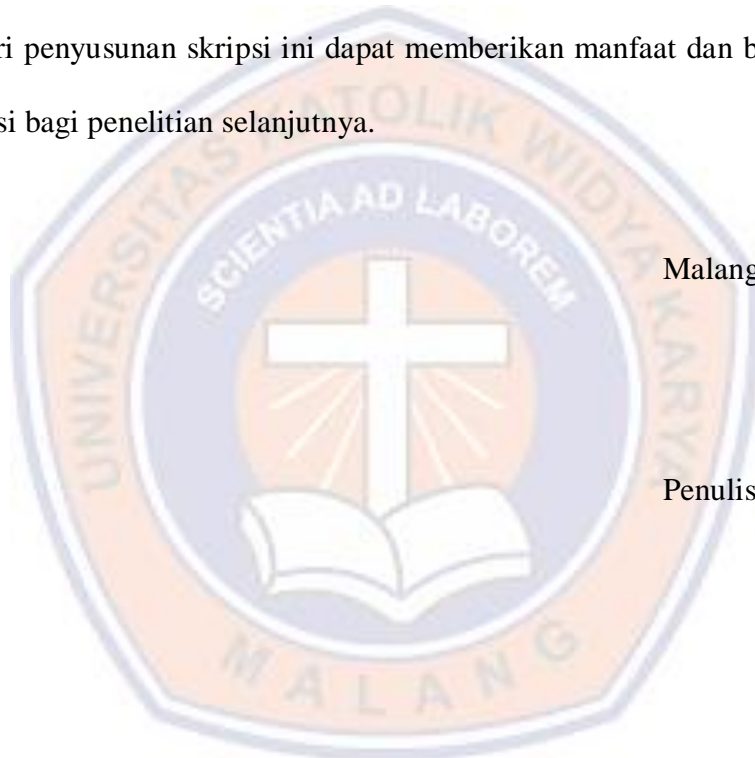 ri penyusunan skripsi ini dapat memberikan manfaat dan b
si bagi penelitian selanjutnya.
UNIVERSITAS KATOLIK WIDYA KARYA
SCIENTIA AD LABOREM
Malang
Penulis
MALANG